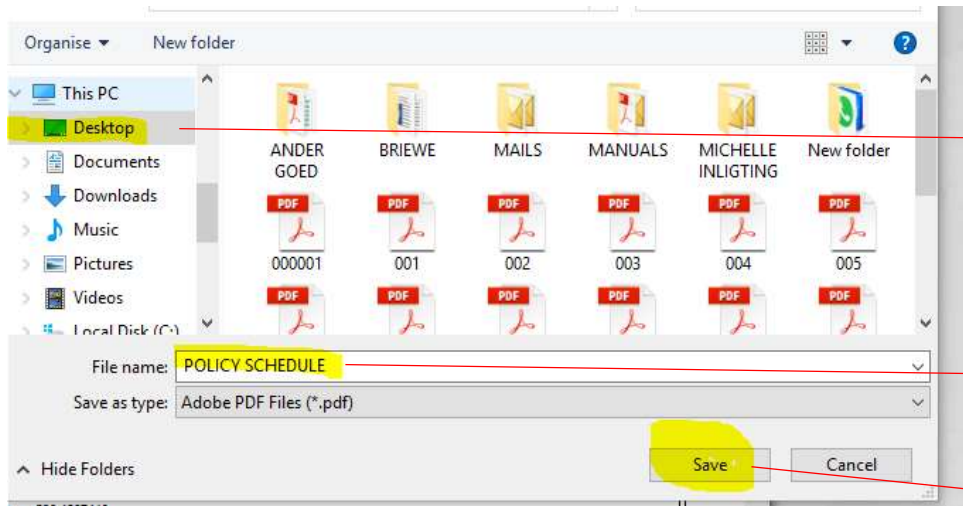 Organise New folder
This PC
Desktop
Documents
Downloads
Music
Pictures
Videos
Local Disk (C:)
ANDER GOED
BRIEWE
MAILS
MANUALS
MICHELLE INLIGTING
New folder
PDF PDF PDF PDF PDF PDF
000001 001 002 003 004 005
PDF PDF PDF PDF PDF PDF
File name: POLICY SCHEDULE
Save as type: Adobe PDF Files (*.pdf)
Hide Folders Save Cancel